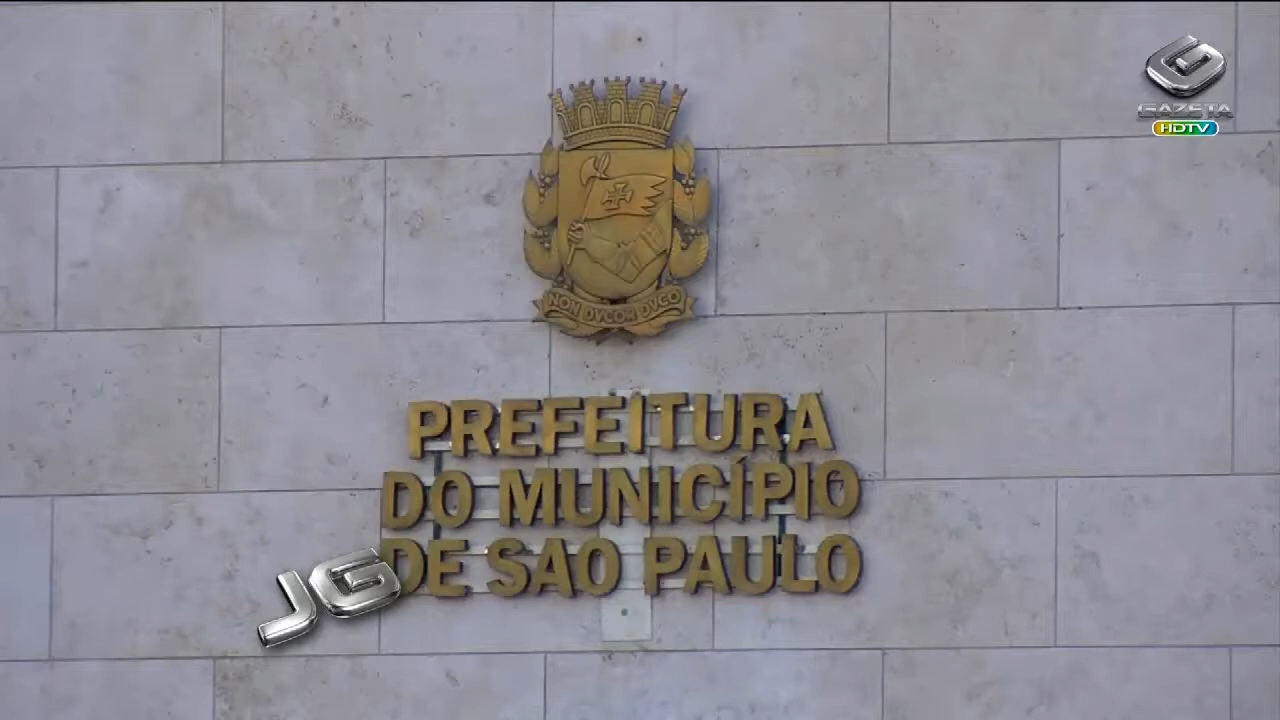 GAZETA
HDTV
NON DVCOR DVCO
PREFEITURA
DO MUNICÍPIO
DE SAO PAULO
JG